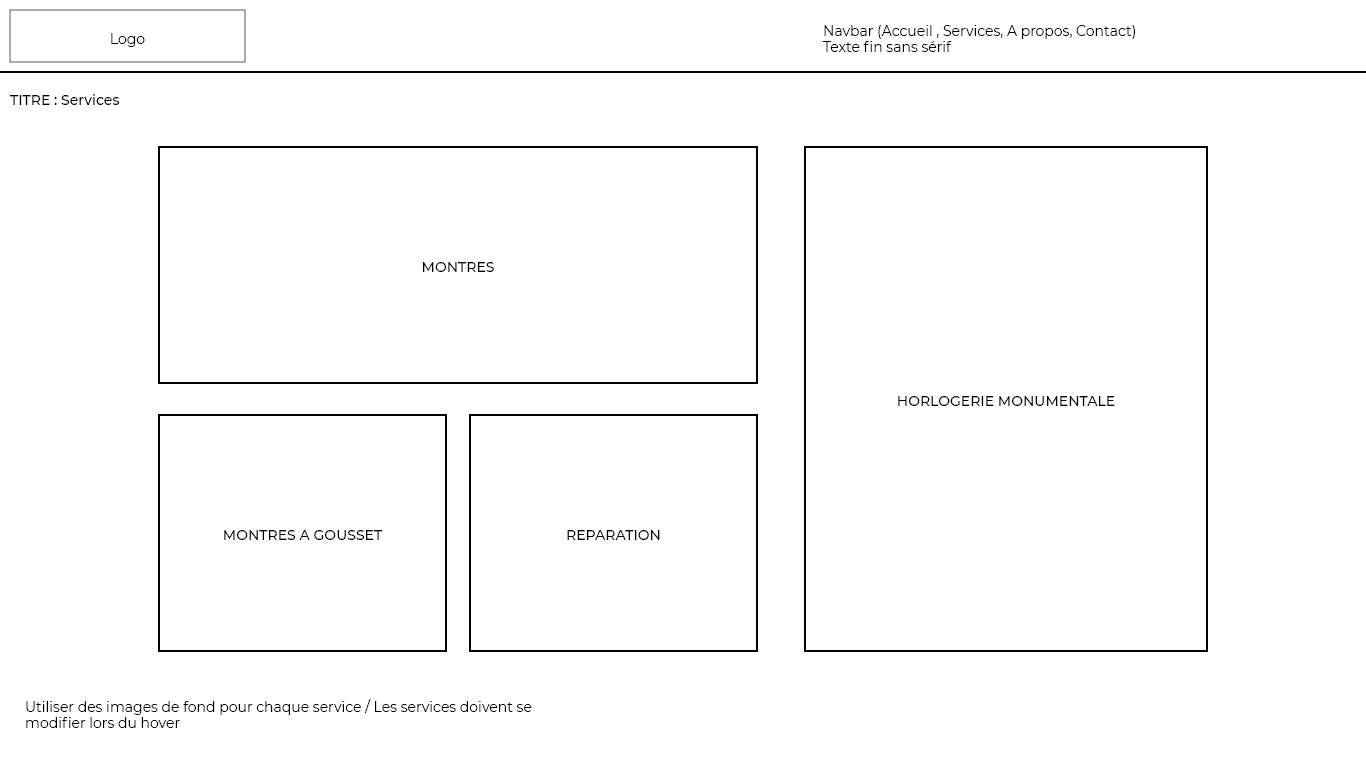 Logo
Navbar (Accueil , Services, A propos, Contact)
Texte fin sans sérif
TITRE : Services
MONTRES
HORLOGERIE MONUMENTALE
MONTRES A GOUSSET
REPARATION
Utiliser des images de fond pour chaque service / Les services doivent se
modifier lors du hover